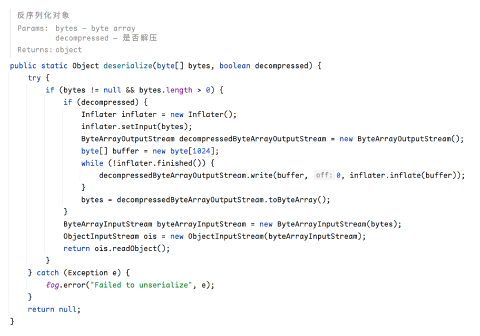 反序列化对象
Params: bytes – byte array
decompressed – 是否解压
Returns: object
public static Object deserialize(byte[] bytes, boolean decompressed) {
    try {
        if (bytes != null && bytes.length > 0) {
            if (decompressed) {
                Inflater inflater = new Inflater();
                inflater.setInput(bytes);
                ByteArrayOutputStream decompressedByteArrayOutputStream = new ByteArrayOutputStream();
                byte[] buffer = new byte[1024];
                while (!inflater.finished()) {
                    decompressedByteArrayOutputStream.write(buffer, off: 0, inflater.inflate(buffer));
                }
                bytes = decompressedByteArrayOutputStream.toByteArray();
            }
            ByteArrayInputStream byteArrayInputStream = new ByteArrayInputStream(bytes);
            ObjectInputStream ois = new ObjectInputStream(byteArrayInputStream);
            return ois.readObject();
        }
    } catch (Exception e) {
        log.error("Failed to unserialize", e);
    }
    return null;
}